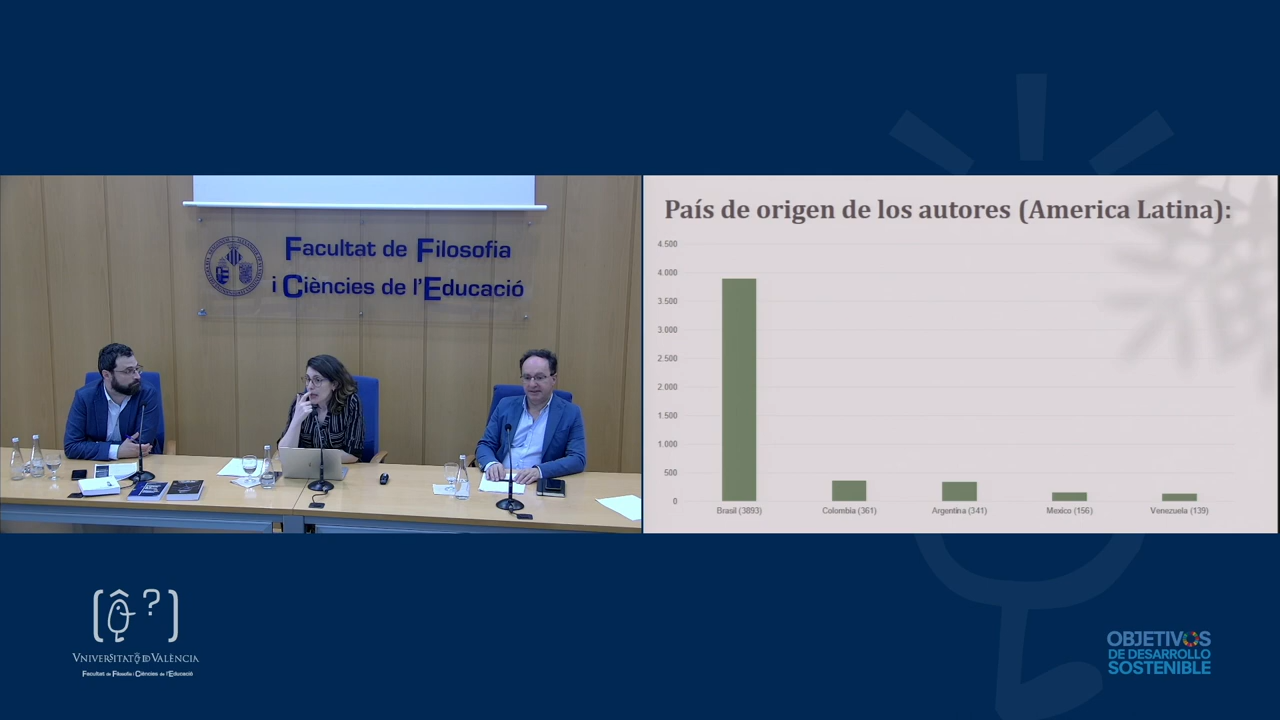 Facultat de Filosofia
i Ciències de l'Educació
País de origen de los autores (America Latina):
4.500
4.000
3.500
3.000
2.500
2.000
1.500
1.000
500
0
Brasil (3893) Colombia (361) Argentina (341) Mexico (156) Venezuela (139)
VNIVERSITAT DE VALÈNCIA
Facultat de Filosofia i Ciències de l'Educació
OBJETIVOS
DE DESARROLLO
SOSTENIBLE